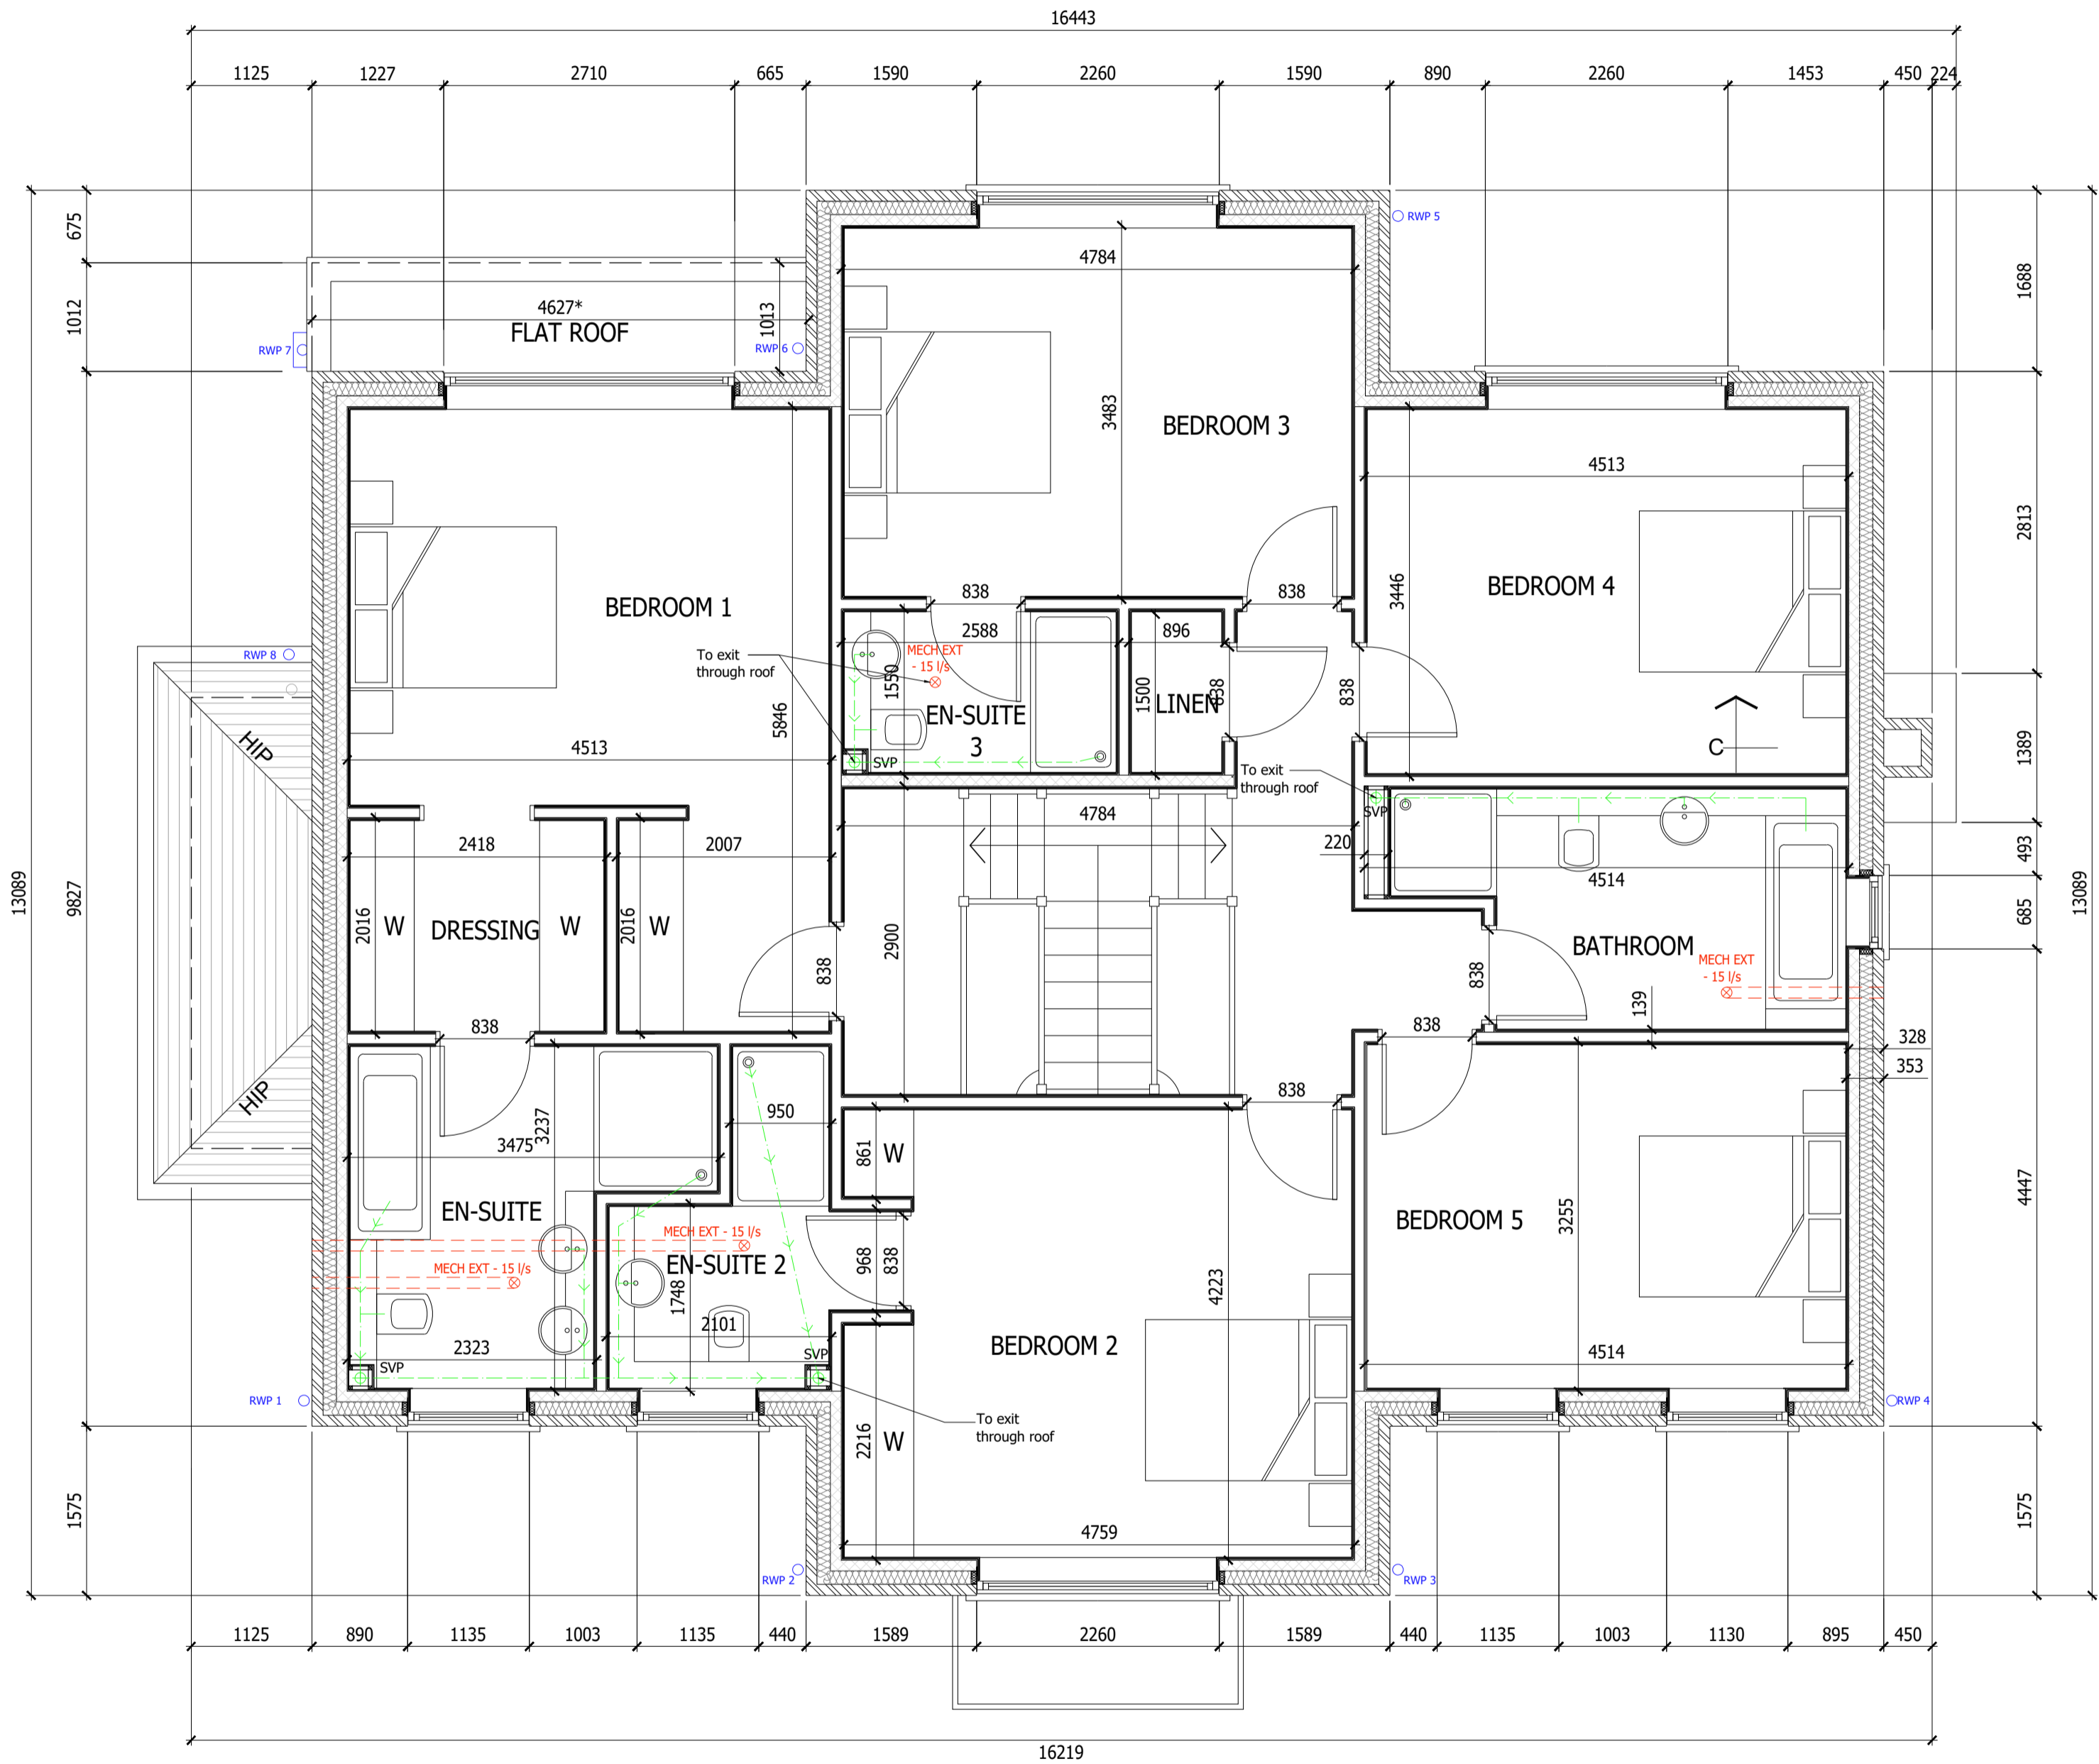 16443
1125 1227 2710 665 1590 2260 1590 890 2260 1453 450 224
675
RWP 5
4784
1688
1012
4627*
FLAT ROOF
1013
RWP 7
RWP 6
3483
BEDROOM 3
4513
2813
3446
BEDROOM 4
838
838
BEDROOM 1
2588
896
RWP 8
To exit
through roof
MECH EXT
- 15 l/s
1550
1500
838
838
LINEN
EN-SUITE
3
5846
HIP
4513
SVP
C
1389
To exit
through roof
SVP
4784
220
2418
2007
493
4514
13089
9827
13089
2016
W
DRESSING
W
2016
W
2900
685
BATHROOM
MECH EXT
- 15 l/s
838
838
139
838
838
328
353
HIP
838
950
3475
3237
861
W
4447
EN-SUITE
MECH EXT - 15 l/s
EN-SUITE 2
968
838
BEDROOM 5
3255
MECH EXT - 15 l/s
1748
4223
2101
2323
BEDROOM 2
4514
SVP
SVP
RWP 1
RWP 4
To exit
through roof
2216
W
1575
4759
1575
RWP 2
RWP 3
1125 890 1135 1003 1135 440 1589 2260 1589 440 1135 1003 1130 895 450
16219